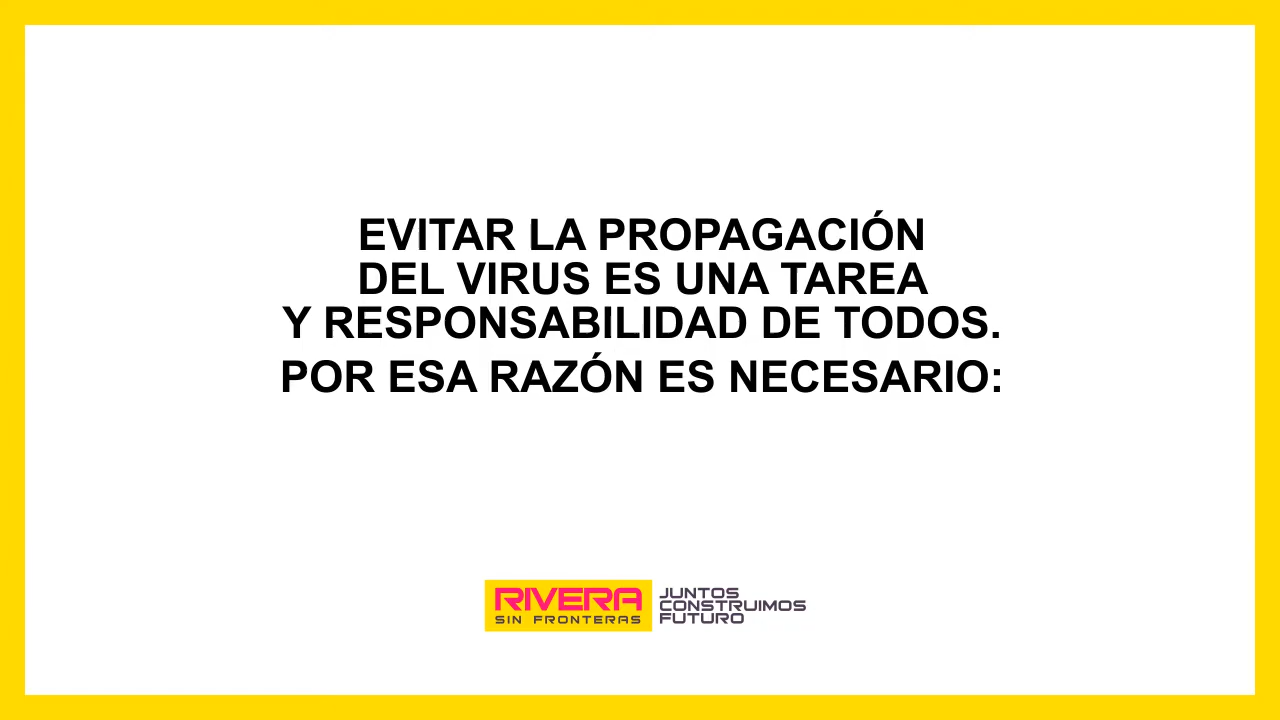 EVITAR LA PROPAGACIÓN
DEL VIRUS ES UNA TAREA
Y RESPONSABILIDAD DE TODOS.
POR ESA RAZÓN ES NECESARIO:
RIVERA
SIN FRONTERAS
JUNTOS
CONSTRUIMOS
FUTURO